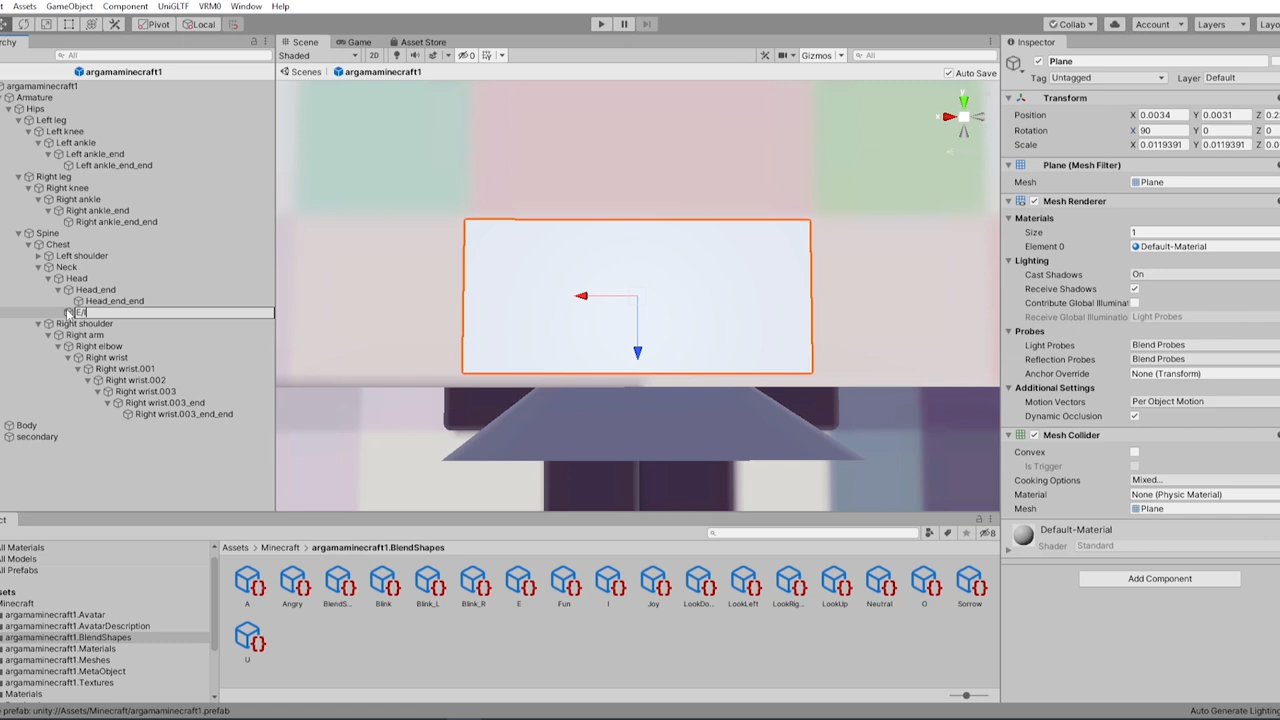 Assets GameObject Component UniGLTF VRM0 Window Help
Pivot Local Collab Account Layers
Scene Game Asset Store Inspector
All Shaded 2D 0 Gizmos All
argamaminecraft1 Scenes argamaminecraft1 Auto Save
Plane
Tag Untagged Layer Default
argamaminecraft1
Armature
Hips
Left leg
Left knee
Left ankle
Left ankle_end
Left ankle_end_end
Right leg
Right knee
Right ankle
Right ankle_end
Right ankle_end_end
Spine
Chest
Left shoulder
Neck
Head
Head_end
Head_end_end
Right shoulder
Right arm
Right elbow
Right wrist
Right wrist.001
Right wrist.002
Right wrist.003
Right wrist.003_end
Right wrist.003_end_end
Body
secondary
y
x
Transform
Position X 0.0034 Y 0.0031 Z
Rotation X 90 Y 0 Z 0
Scale X 0.0119391 Y 0.0119391 Z
Plane (Mesh Filter)
Mesh Plane
Mesh Renderer
Materials
Size 1
Element 0 Default-Material
Lighting
Cast Shadows On
Receive Shadows
Contribute Global Illuminat
Receive Global Illuminatio Light Probes
Probes
Light Probes Blend Probes
Reflection Probes Blend Probes
Anchor Override None (Transform)
Additional Settings
Motion Vectors Per Object Motion
Dynamic Occlusion
Mesh Collider
Convex
Is Trigger
Cooking Options Mixed...
Material None (Physic Material)
Mesh Plane
Default-Material
Shader Standard
Add Component
8
All Materials
All Models
All Prefabs
Minecraft
argamaminecraft1.Avatar
argamaminecraft1.AvatarDescription
argamaminecraft1.BlendShapes
argamaminecraft1.Materials
argamaminecraft1.Meshes
argamaminecraft1.MetaObject
argamaminecraft1.Textures
Materials
Assets Minecraft argamaminecraft1.BlendShapes
A Angry BlendS... Blink Blink_L Blink_R E Fun I Joy LookDo... LookLeft LookRig... LookUp Neutral O Sorrow
U
prefab: unity://Assets/Minecraft/argamaminecraft1.prefab
Auto Generate Lighting